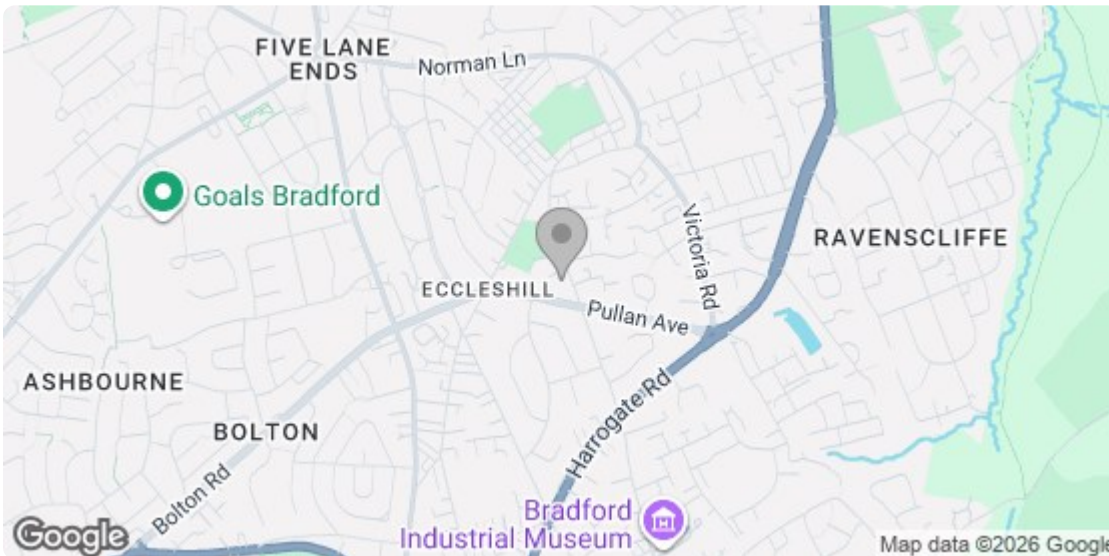 FIVE LANE
ENDS
Norman Ln
Goals Bradford
Victoria Rd
RAVENSCLIFFE
ECCLESHILL
Pullan Ave
ASHBOURNE
BOLTON
Harrogate Rd
Bolton Rd
Bradford
Industrial Museum
Google
Map data ©2026 Google